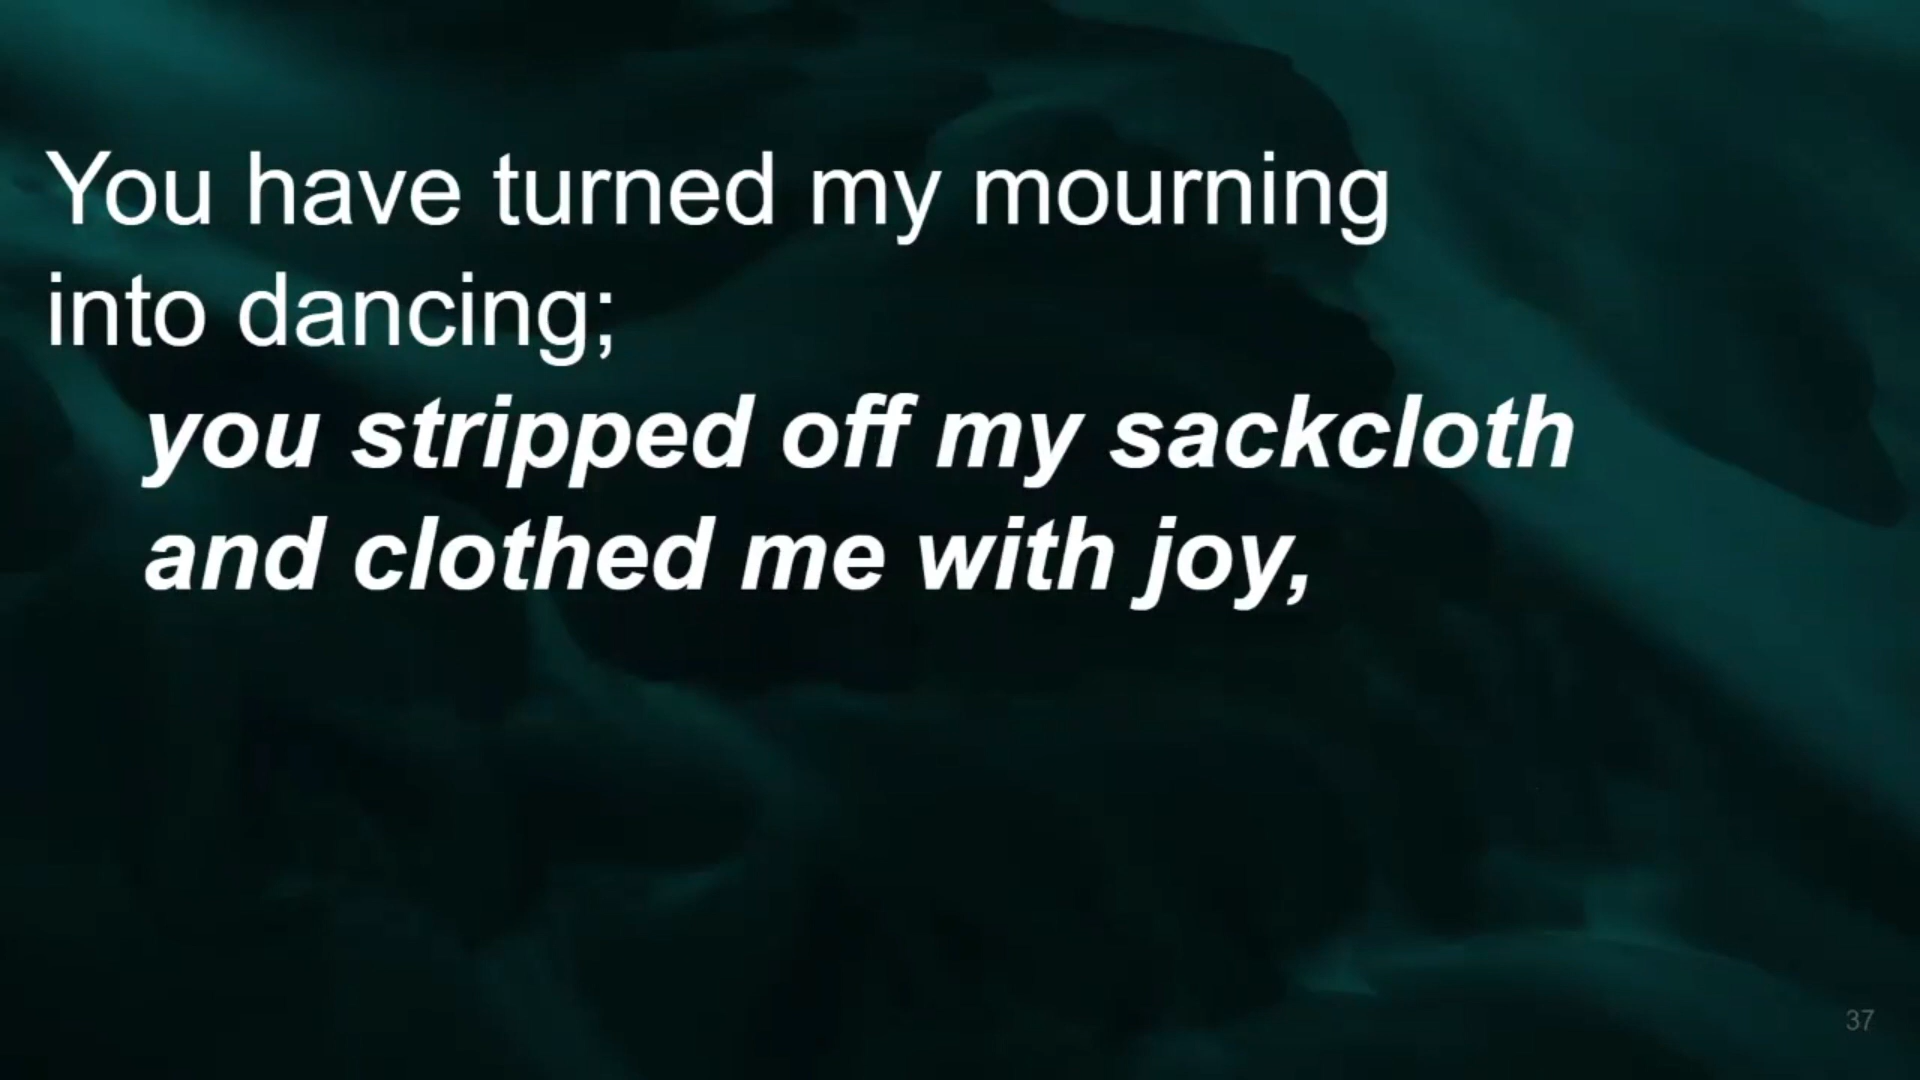 You have turned my mourning
into dancing;
you stripped off my sackcloth
and clothed me with joy,
37